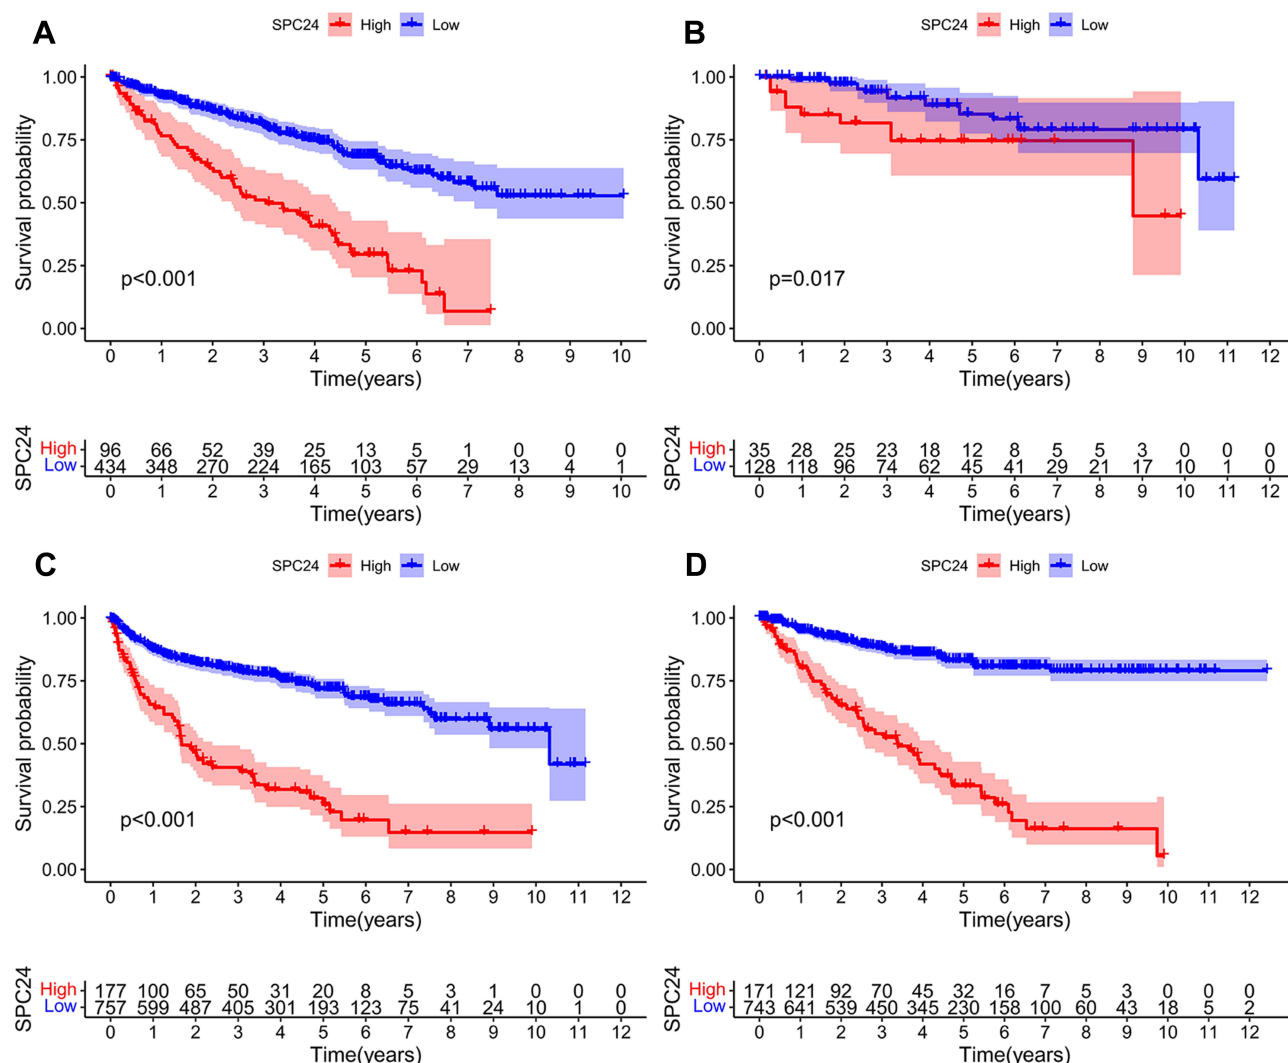 A
SPC24 High Low
Survival probability
1.00
0.75
0.50
0.25
0.00
p<0.001
0 1 2 3 4 5 6 7 8 9 10
Time(years)
SPC24
High 96 66 52 39 25 13 5 1 0 0 0
Low 434 348 270 224 165 103 57 29 13 4 1
0 1 2 3 4 5 6 7 8 9 10
Time(years)
B
SPC24 High Low
Survival probability
1.00
0.75
0.50
0.25
0.00
p=0.017
0 1 2 3 4 5 6 7 8 9 10 11 12
Time(years)
SPC24
High 35 28 25 23 18 12 8 5 5 3 0 0 0
Low 128 118 96 74 62 45 41 29 21 17 10 1 0
0 1 2 3 4 5 6 7 8 9 10 11 12
Time(years)
C
SPC24 High Low
Survival probability
1.00
0.75
0.50
0.25
0.00
p<0.001
0 1 2 3 4 5 6 7 8 9 10 11 12
Time(years)
SPC24
High 177 100 65 50 31 20 8 5 3 1 0 0 0
Low 757 599 487 405 301 193 123 75 41 24 10 1 0
0 1 2 3 4 5 6 7 8 9 10 11 12
Time(years)
D
SPC24 High Low
Survival probability
1.00
0.75
0.50
0.25
0.00
p<0.001
0 1 2 3 4 5 6 7 8 9 10 11 12
Time(years)
SPC24
High 171 121 92 70 45 32 16 7 5 3 0 0 0
Low 743 641 539 450 345 230 158 100 60 43 18 5 2
0 1 2 3 4 5 6 7 8 9 10 11 12
Time(years)